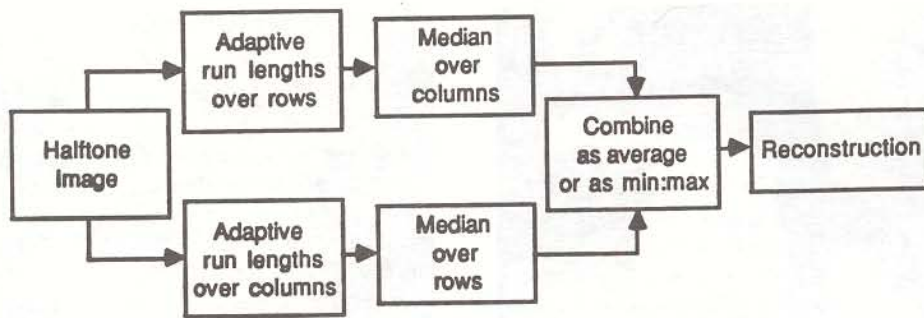 Halftone
Image
Adaptive
run lengths
over rows
Median
over
columns
Adaptive
run lengths
over columns
Median
over
rows
Combine
as average
or as min:max
Reconstruction